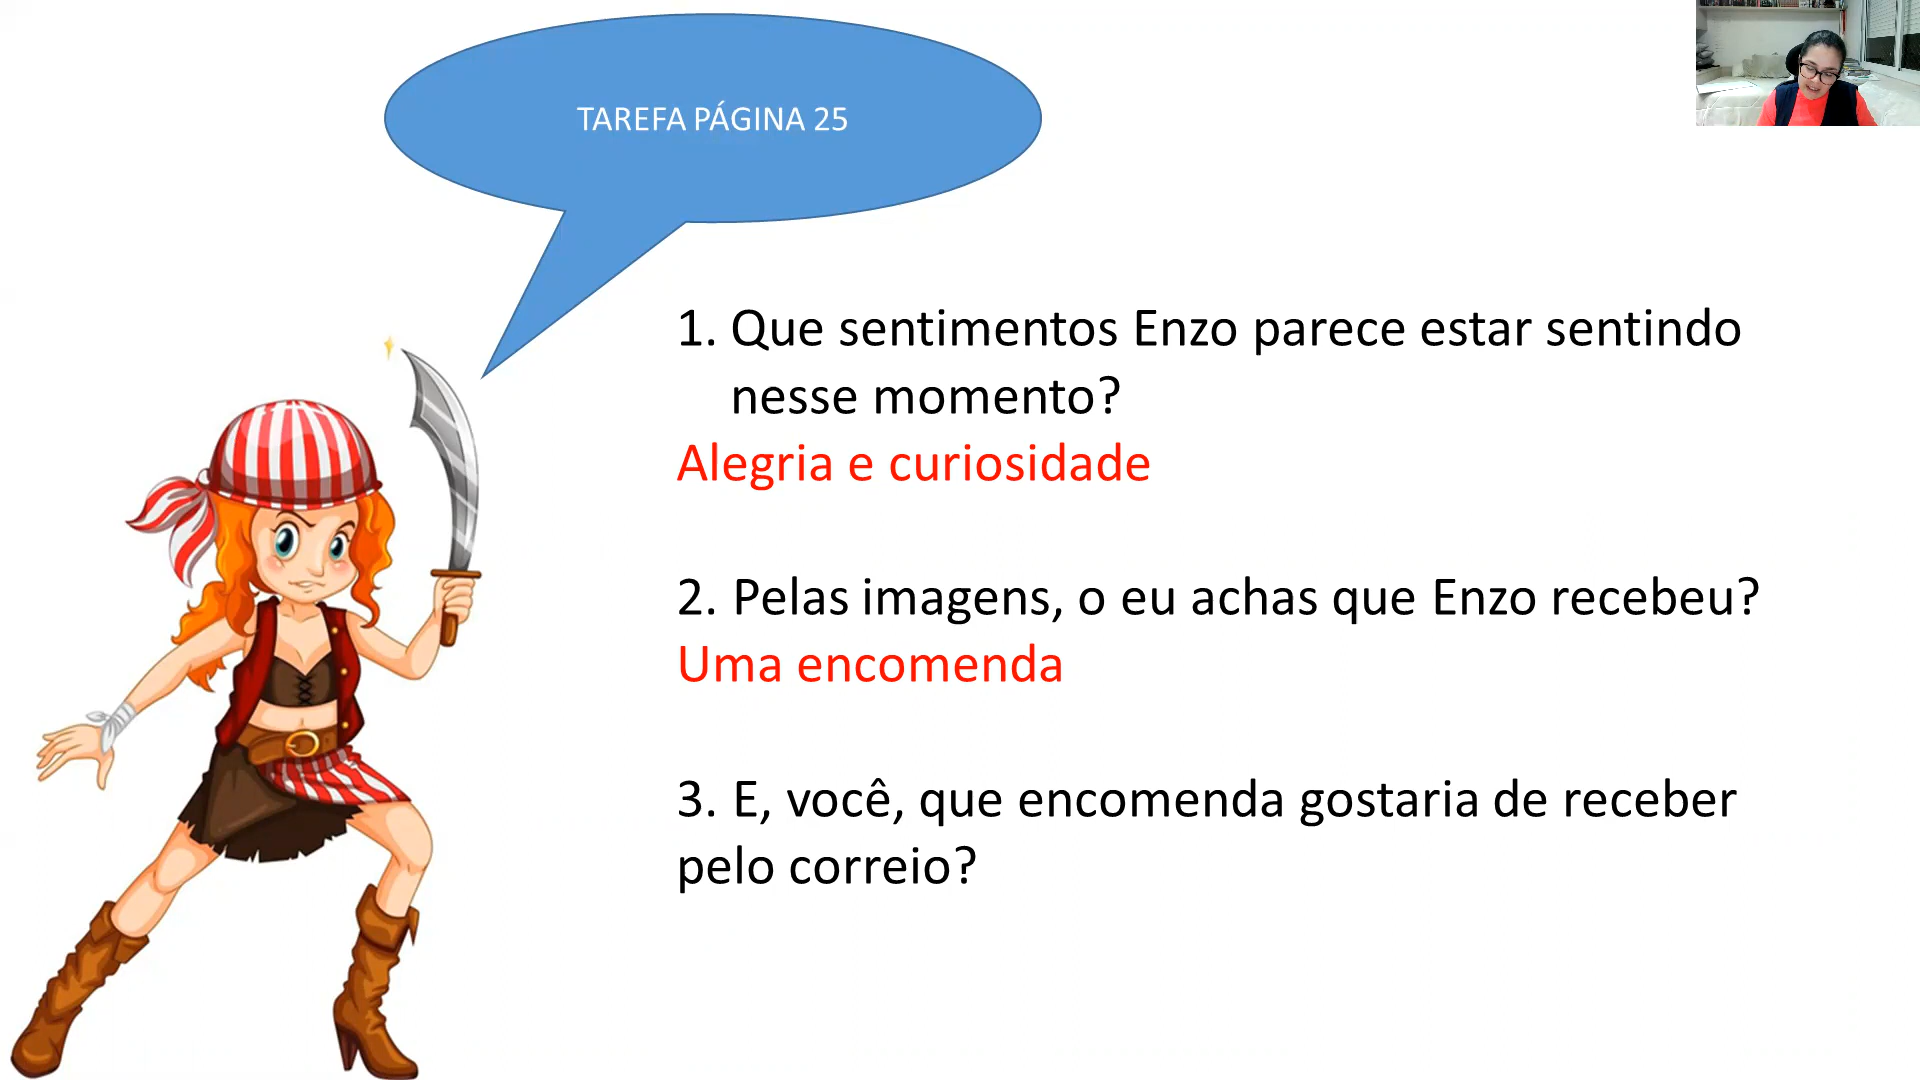 TAREFA PÁGINA 25
1. Que sentimentos Enzo parece estar sentindo
nesse momento?
Alegria e curiosidade
2. Pelas imagens, o eu achas que Enzo recebeu?
Uma encomenda
3. E, você, que encomenda gostaria de receber
pelo correio?